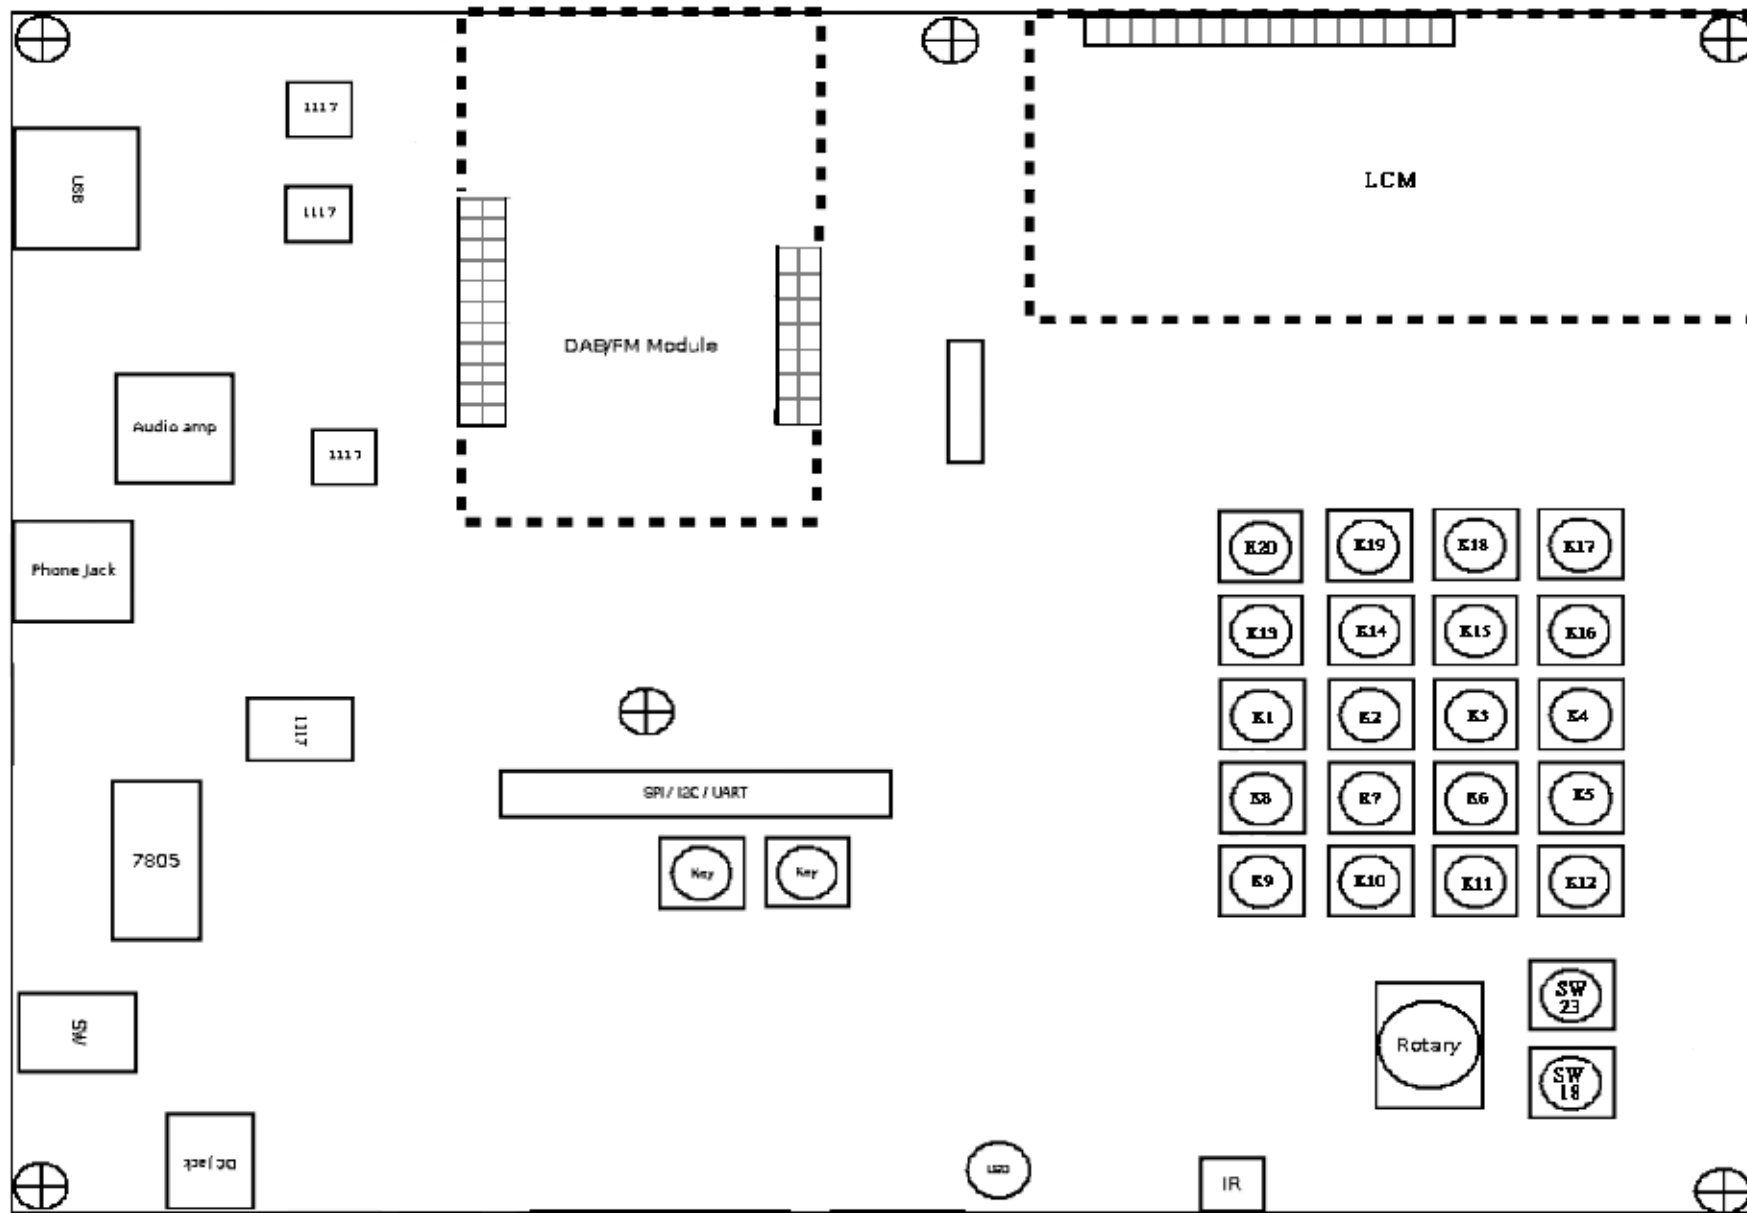 1117
USB
1117
LCM
DAB/FM Module
Audio amp
1117
Phone Jack
K20 K19 K18 K17
K13 K14 K15 K16
K1 K2 K3 K4
1117
SPI / I2C / UART
K8 K7 K6 K5
7805
Key Key
K9 K10 K11 K12
SW
23
SW
Rotary
SW
18
DC jack
LED
IR